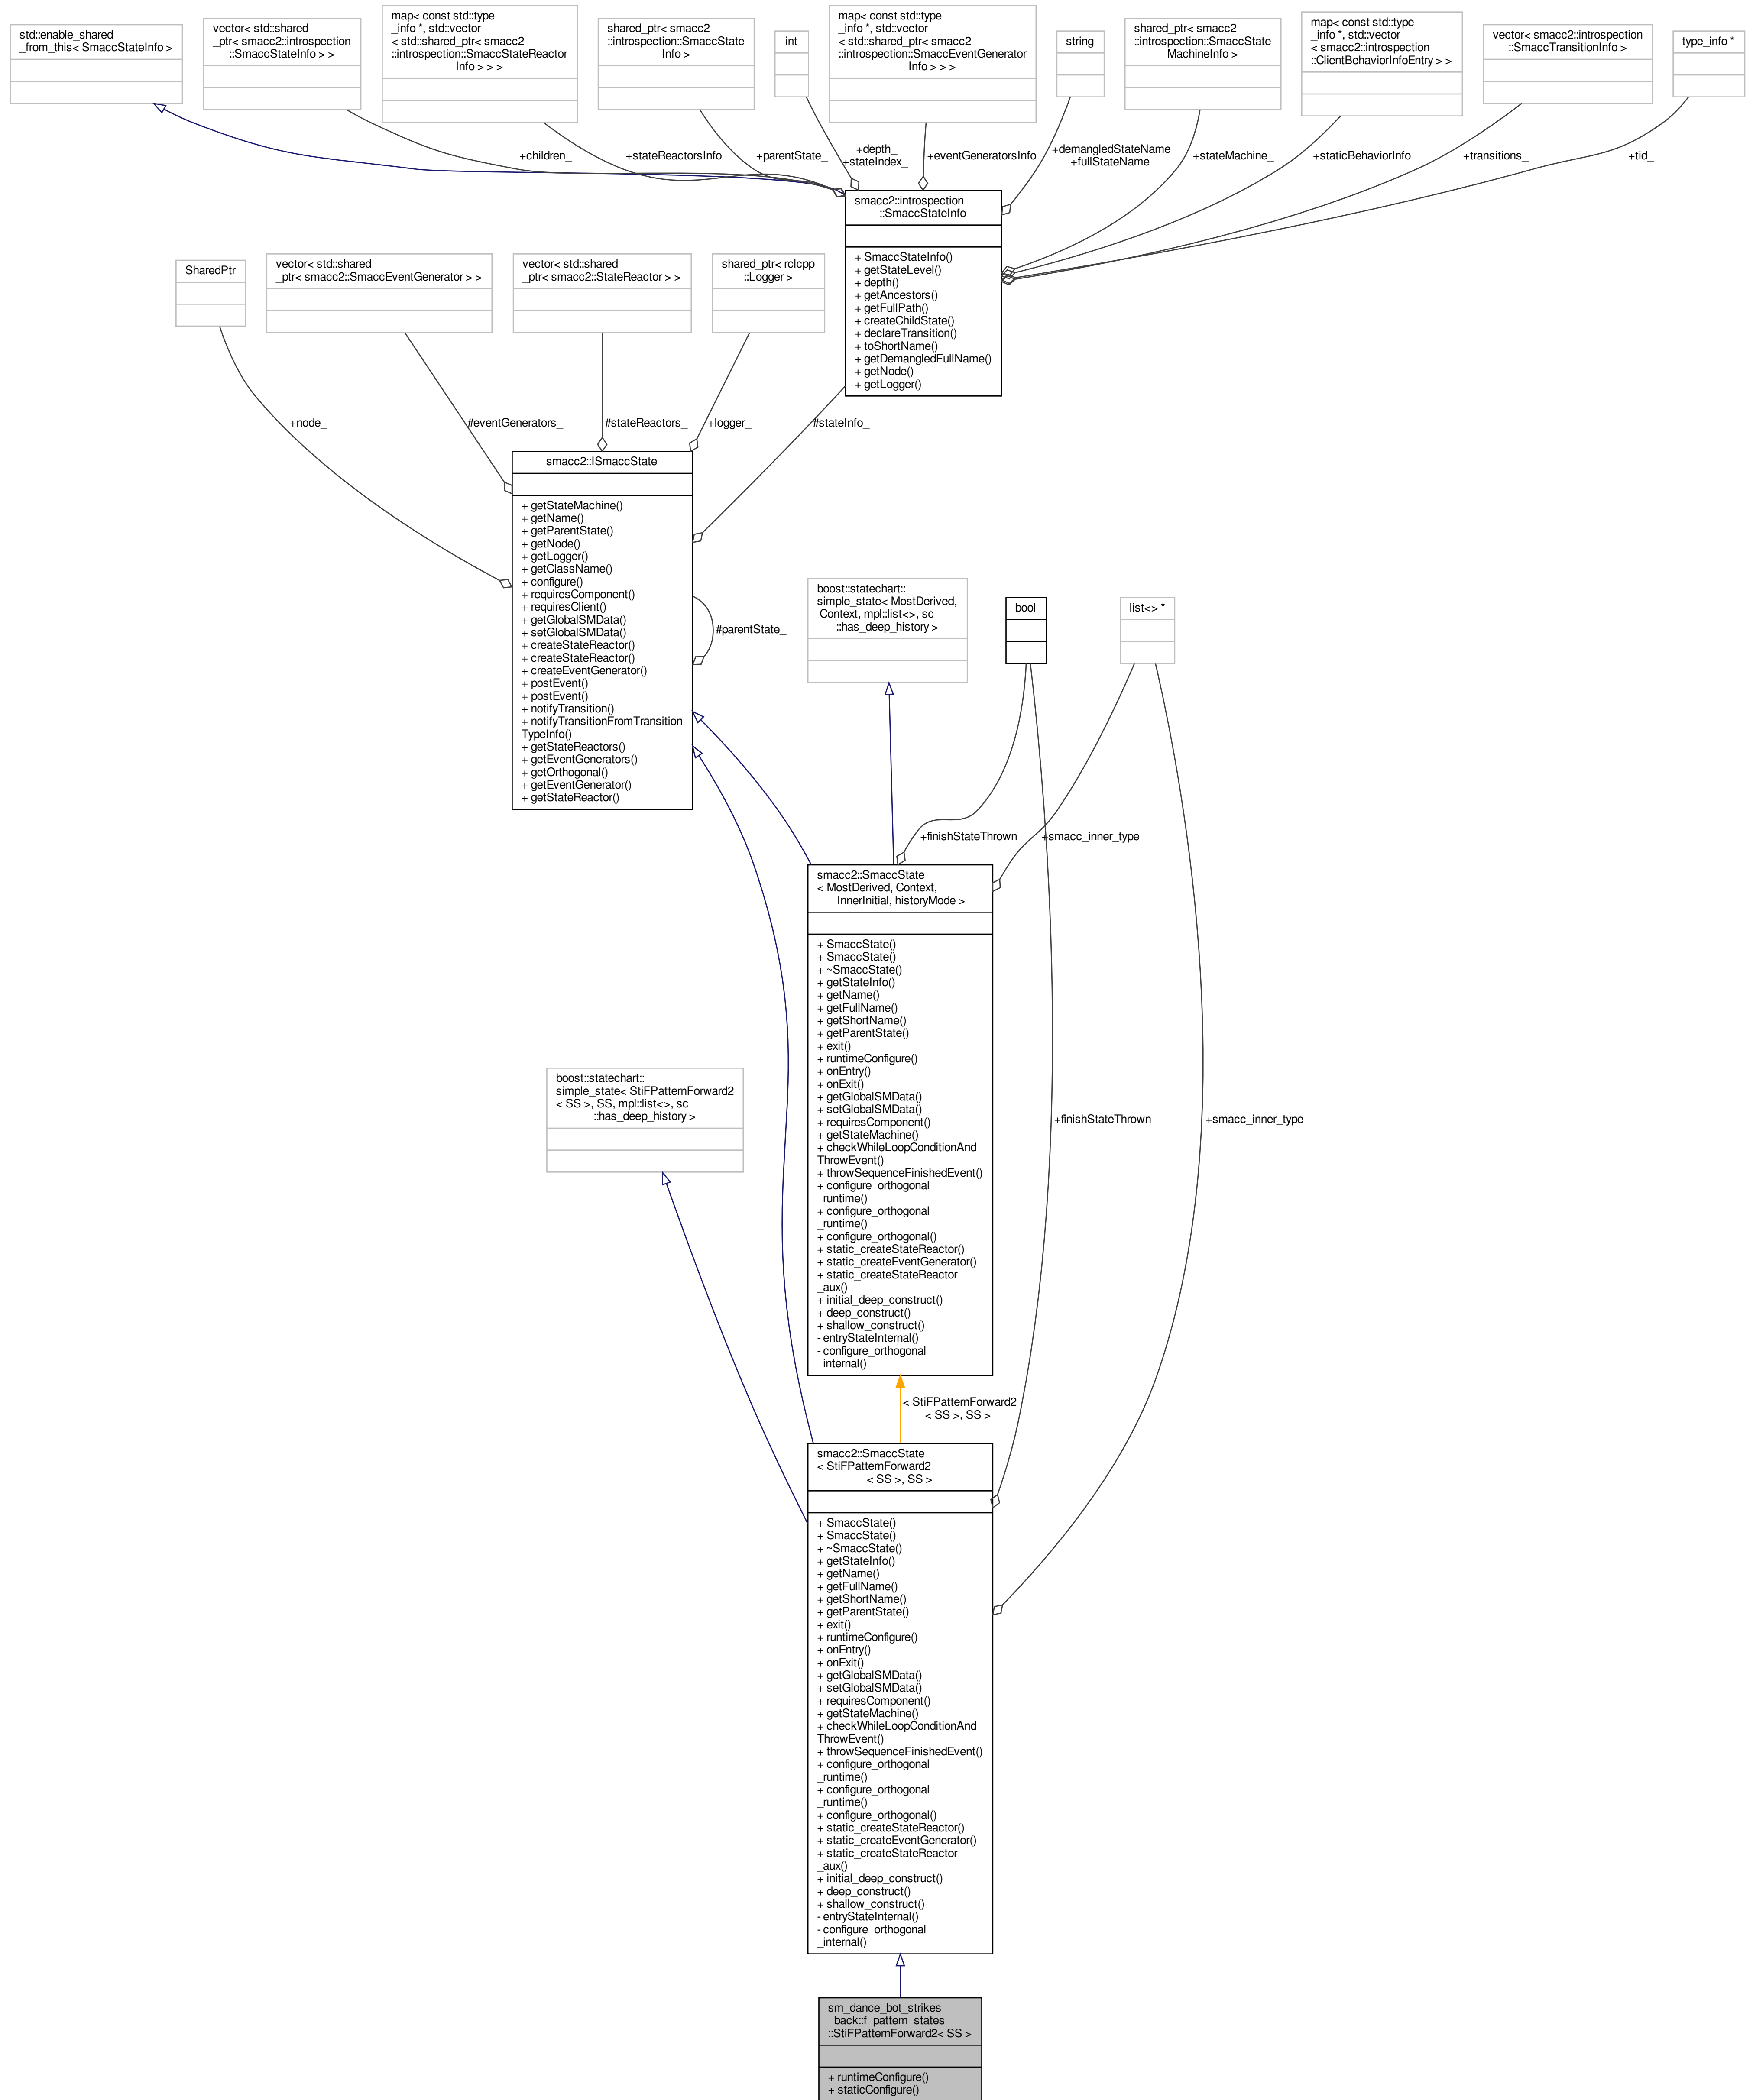 std::enable_shared
_from_this< SmaccStateInfo >
vector< std::shared
_ptr< smacc2::introspection
::SmaccStateInfo > >
map< const std::type
_info *, std::vector
< std::shared_ptr< smacc2
::introspection::SmaccStateReactor
Info > > >
shared_ptr< smacc2
::introspection::SmaccState
Info >
int
map< const std::type
_info *, std::vector
< std::shared_ptr< smacc2
::introspection::SmaccEventGenerator
Info > > >
string
shared_ptr< smacc2
::introspection::SmaccState
MachineInfo >
map< const std::type
_info *, std::vector
< smacc2::introspection
::ClientBehaviorInfoEntry > >
vector< smacc2::introspection
::SmaccTransitionInfo >
type_info *
+children_
+stateReactorsInfo
+parentState_
+depth_
+stateIndex_
+eventGeneratorsInfo
+demangledStateName
+fullStateName
+stateMachine_
+staticBehaviorInfo
+transitions_
+tid_
smacc2::introspection
::SmaccStateInfo
+ SmaccStateInfo()
+ getStateLevel()
+ depth()
+ getAncestors()
+ getFullPath()
+ createChildState()
+ declareTransition()
+ toShortName()
+ getDemangledFullName()
+ getNode()
+ getLogger()
SharedPtr
vector< std::shared
_ptr< smacc2::SmaccEventGenerator > >
vector< std::shared
_ptr< smacc2::StateReactor > >
shared_ptr< rclcpp
::Logger >
+node_
#eventGenerators_
#stateReactors_
+logger_
#stateInfo_
smacc2::ISmaccState
+ getStateMachine()
+ getName()
+ getParentState()
+ getNode()
+ getLogger()
+ getClassName()
+ configure()
+ requiresComponent()
+ requiresClient()
+ getGlobalSMData()
+ setGlobalSMData()
+ createStateReactor()
+ createStateReactor()
+ createEventGenerator()
+ postEvent()
+ postEvent()
+ notifyTransition()
+ notifyTransitionFromTransition
TypeInfo()
+ getStateReactors()
+ getEventGenerators()
+ getOrthogonal()
+ getEventGenerator()
+ getStateReactor()
#parentState_
boost::statechart::
simple_state< MostDerived,
Context, mpl::list<>, sc
::has_deep_history >
bool
list<> *
+finishStateThrown
+smacc_inner_type
smacc2::SmaccState
< MostDerived, Context,
InnerInitial, historyMode >
+ SmaccState()
+ SmaccState()
+ ~SmaccState()
+ getStateInfo()
+ getName()
+ getFullName()
+ getShortName()
+ getParentState()
+ exit()
+ runtimeConfigure()
+ onEntry()
+ onExit()
+ getGlobalSMData()
+ setGlobalSMData()
+ requiresComponent()
+ getStateMachine()
+ checkWhileLoopConditionAnd
ThrowEvent()
+ throwSequenceFinishedEvent()
+ configure_orthogonal
_runtime()
+ configure_orthogonal
_runtime()
+ configure_orthogonal()
+ static_createStateReactor()
+ static_createEventGenerator()
+ static_createStateReactor
_aux()
+ initial_deep_construct()
+ deep_construct()
+ shallow_construct()
- entryStateInternal()
- configure_orthogonal
_internal()
boost::statechart::
simple_state< StiFPatternForward2
< SS >, SS, mpl::list<>, sc
::has_deep_history >
+finishStateThrown
+smacc_inner_type
< StiFPatternForward2
< SS >, SS >
smacc2::SmaccState
< StiFPatternForward2
< SS >, SS >
+ SmaccState()
+ SmaccState()
+ ~SmaccState()
+ getStateInfo()
+ getName()
+ getFullName()
+ getShortName()
+ getParentState()
+ exit()
+ runtimeConfigure()
+ onEntry()
+ onExit()
+ getGlobalSMData()
+ setGlobalSMData()
+ requiresComponent()
+ getStateMachine()
+ checkWhileLoopConditionAnd
ThrowEvent()
+ throwSequenceFinishedEvent()
+ configure_orthogonal
_runtime()
+ configure_orthogonal
_runtime()
+ configure_orthogonal()
+ static_createStateReactor()
+ static_createEventGenerator()
+ static_createStateReactor
_aux()
+ initial_deep_construct()
+ deep_construct()
+ shallow_construct()
- entryStateInternal()
- configure_orthogonal
_internal()
sm_dance_bot_strikes
_back::f_pattern_states
::StiFPatternForward2< SS >
+ runtimeConfigure()
+ staticConfigure()